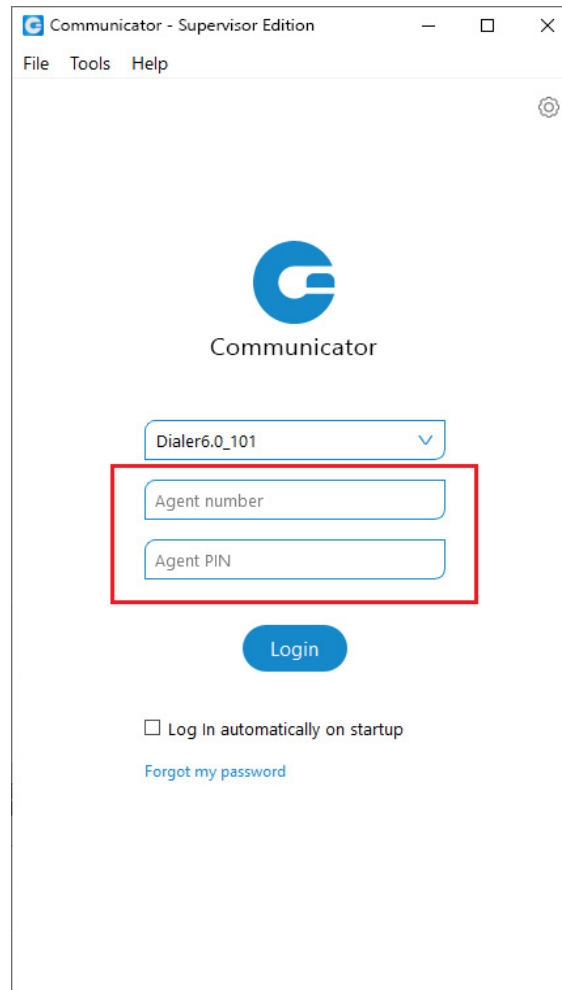 Communicator - Supervisor Edition
File Tools Help
Communicator
Dialer6.0_101
Agent number
Agent PIN
Login
Log In automatically on startup
Forgot my password